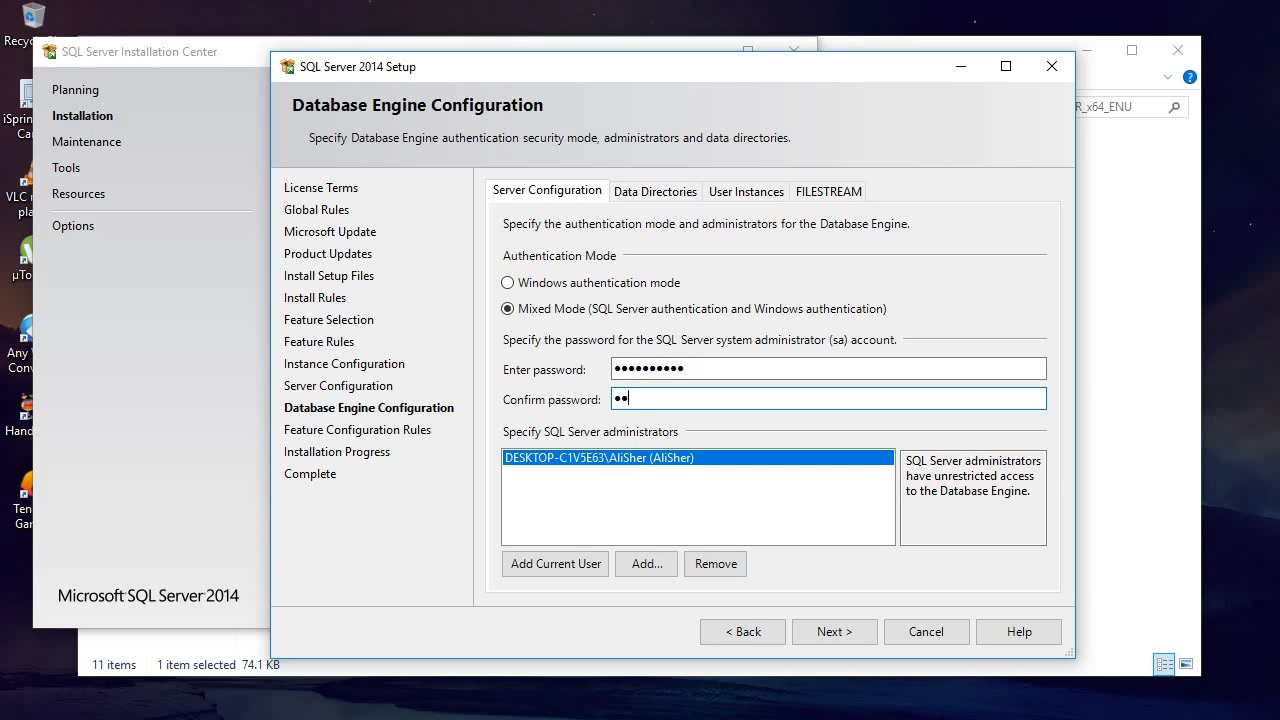 Recyc
SQL Server Installation Center
iSprin
Ca
VLC
pla
µTo
Any
Conv
Hand
Ten
Gar
Planning
Installation
Maintenance
Tools
Resources
Options
Microsoft SQL Server 2014
SQL Server 2014 Setup
Database Engine Configuration
Specify Database Engine authentication security mode, administrators and data directories.
License Terms
Global Rules
Microsoft Update
Product Updates
Install Setup Files
Install Rules
Feature Selection
Feature Rules
Instance Configuration
Server Configuration
Database Engine Configuration
Feature Configuration Rules
Installation Progress
Complete
Server Configuration Data Directories User Instances FILESTREAM
Specify the authentication mode and administrators for the Database Engine.
Authentication Mode
Windows authentication mode
Mixed Mode (SQL Server authentication and Windows authentication)
Specify the password for the SQL Server system administrator (sa) account.
Enter password: ●●●●●●●●●●
Confirm password: ●●
Specify SQL Server administrators
DESKTOP-C1V5E63\AliSher (AliSher)
SQL Server administrators
have unrestricted access
to the Database Engine.
Add Current User Add... Remove
< Back Next > Cancel Help
?
R_x64_ENU
11 items 1 item selected 74.1 KB